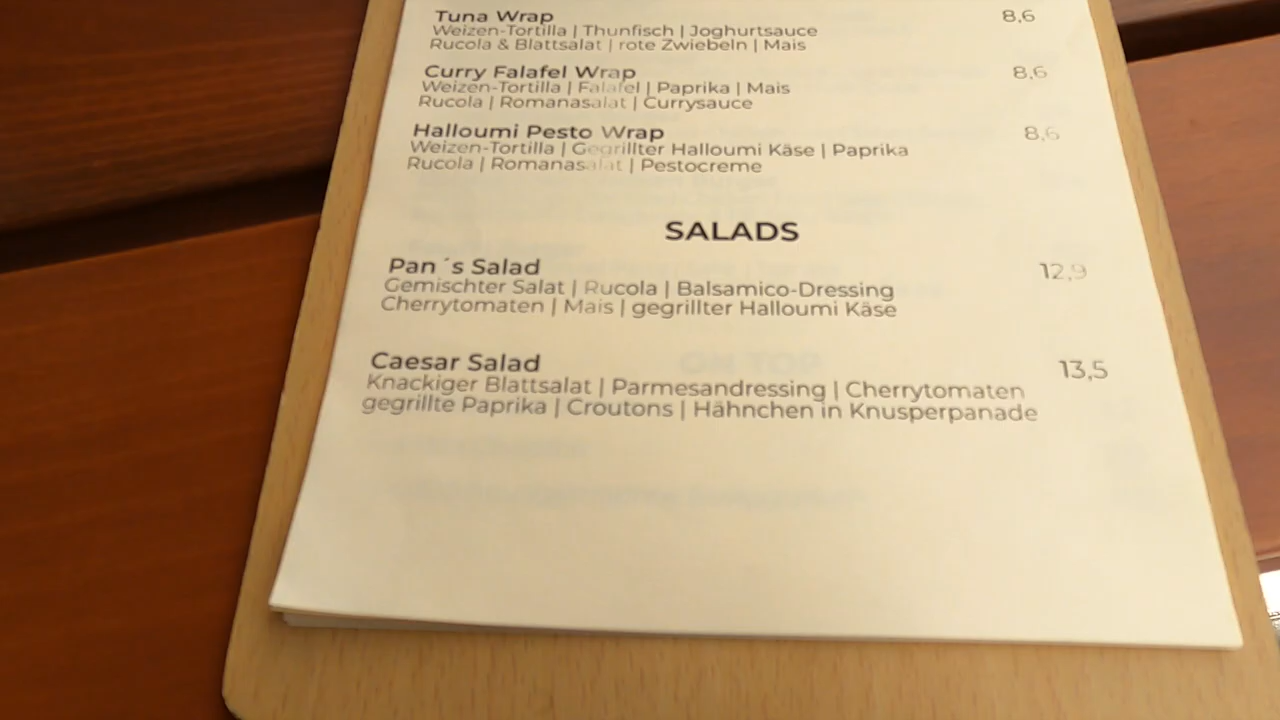 Tuna Wrap 8,6
Weizen-Tortilla | Thunfisch | Joghurtsauce
Rucola & Blattsalat | rote Zwiebeln | Mais
Curry Falafel Wrap 8,6
Weizen-Tortilla | Falafel | Paprika | Mais
Rucola | Romanasalat | Currysauce
Halloumi Pesto Wrap 8,6
Weizen-Tortilla | Gegrillter Halloumi Käse | Paprika
Rucola | Romanasalat | Pestocreme
SALADS
Pan´s Salad 12,9
Gemischter Salat | Rucola | Balsamico-Dressing
Cherrytomaten | Mais | gegrillter Halloumi Käse
Caesar Salad 13,5
Knackiger Blattsalat | Parmesandressing | Cherrytomaten
gegrillte Paprika | Croutons | Hähnchen in Knusperpanade
ON TOP